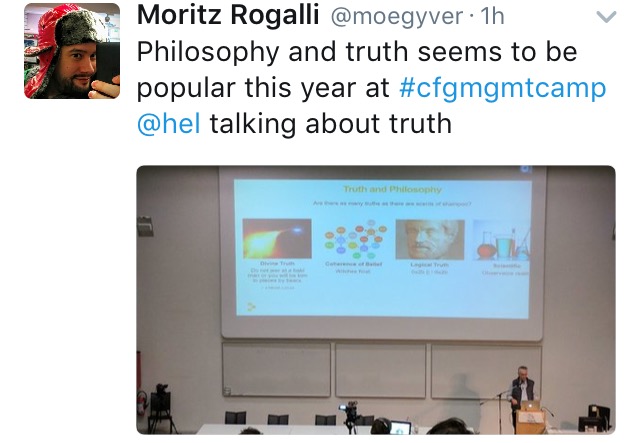 Moritz Rogalli @moegyver · 1h
Philosophy and truth seems to be
popular this year at #cfgmgmtcamp
@hel talking about truth
Truth and Philosophy
Are there as many truths as there are scents of shampoo?
Divine Truth
Coherence of Belief
Logical Truth
Scientific